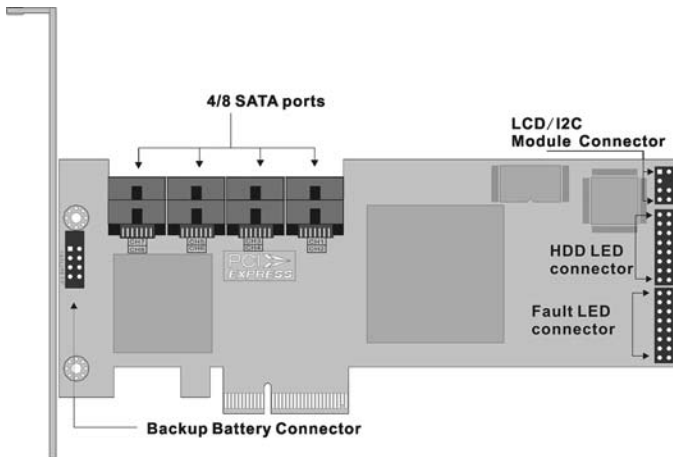 4/8 SATA ports
LCD/I2C
Module Connector
HDD LED
connector
Fault LED
connector
PCI
EXPRESS
Backup Battery Connector